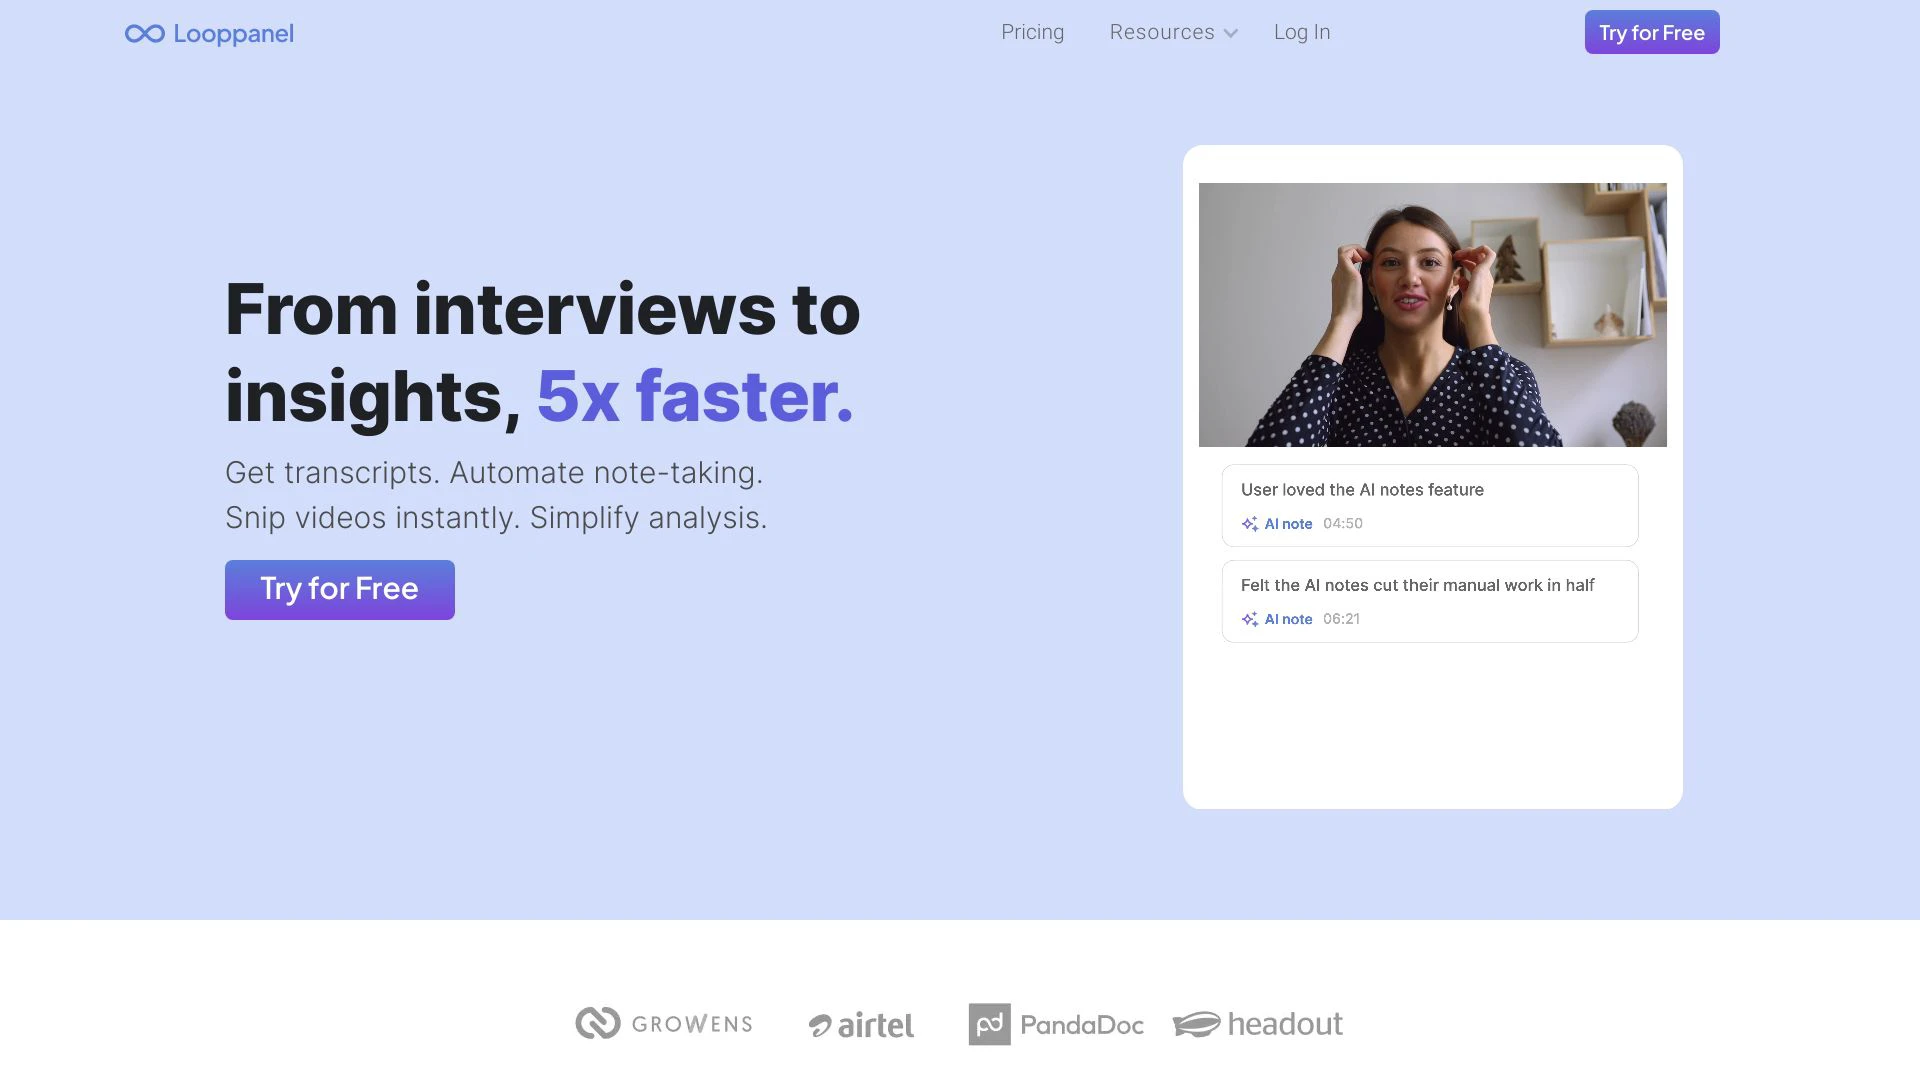 Looppanel
Pricing
Resources
Log In
Try for Free
From interviews to
insights, 5x faster.
Get transcripts. Automate note-taking.
Snip videos instantly. Simplify analysis.
Try for Free
User loved the AI notes feature
AI note 04:50
Felt the AI notes cut their manual work in half
AI note 06:21
GROWENS
airtel
pd PandaDoc
headout